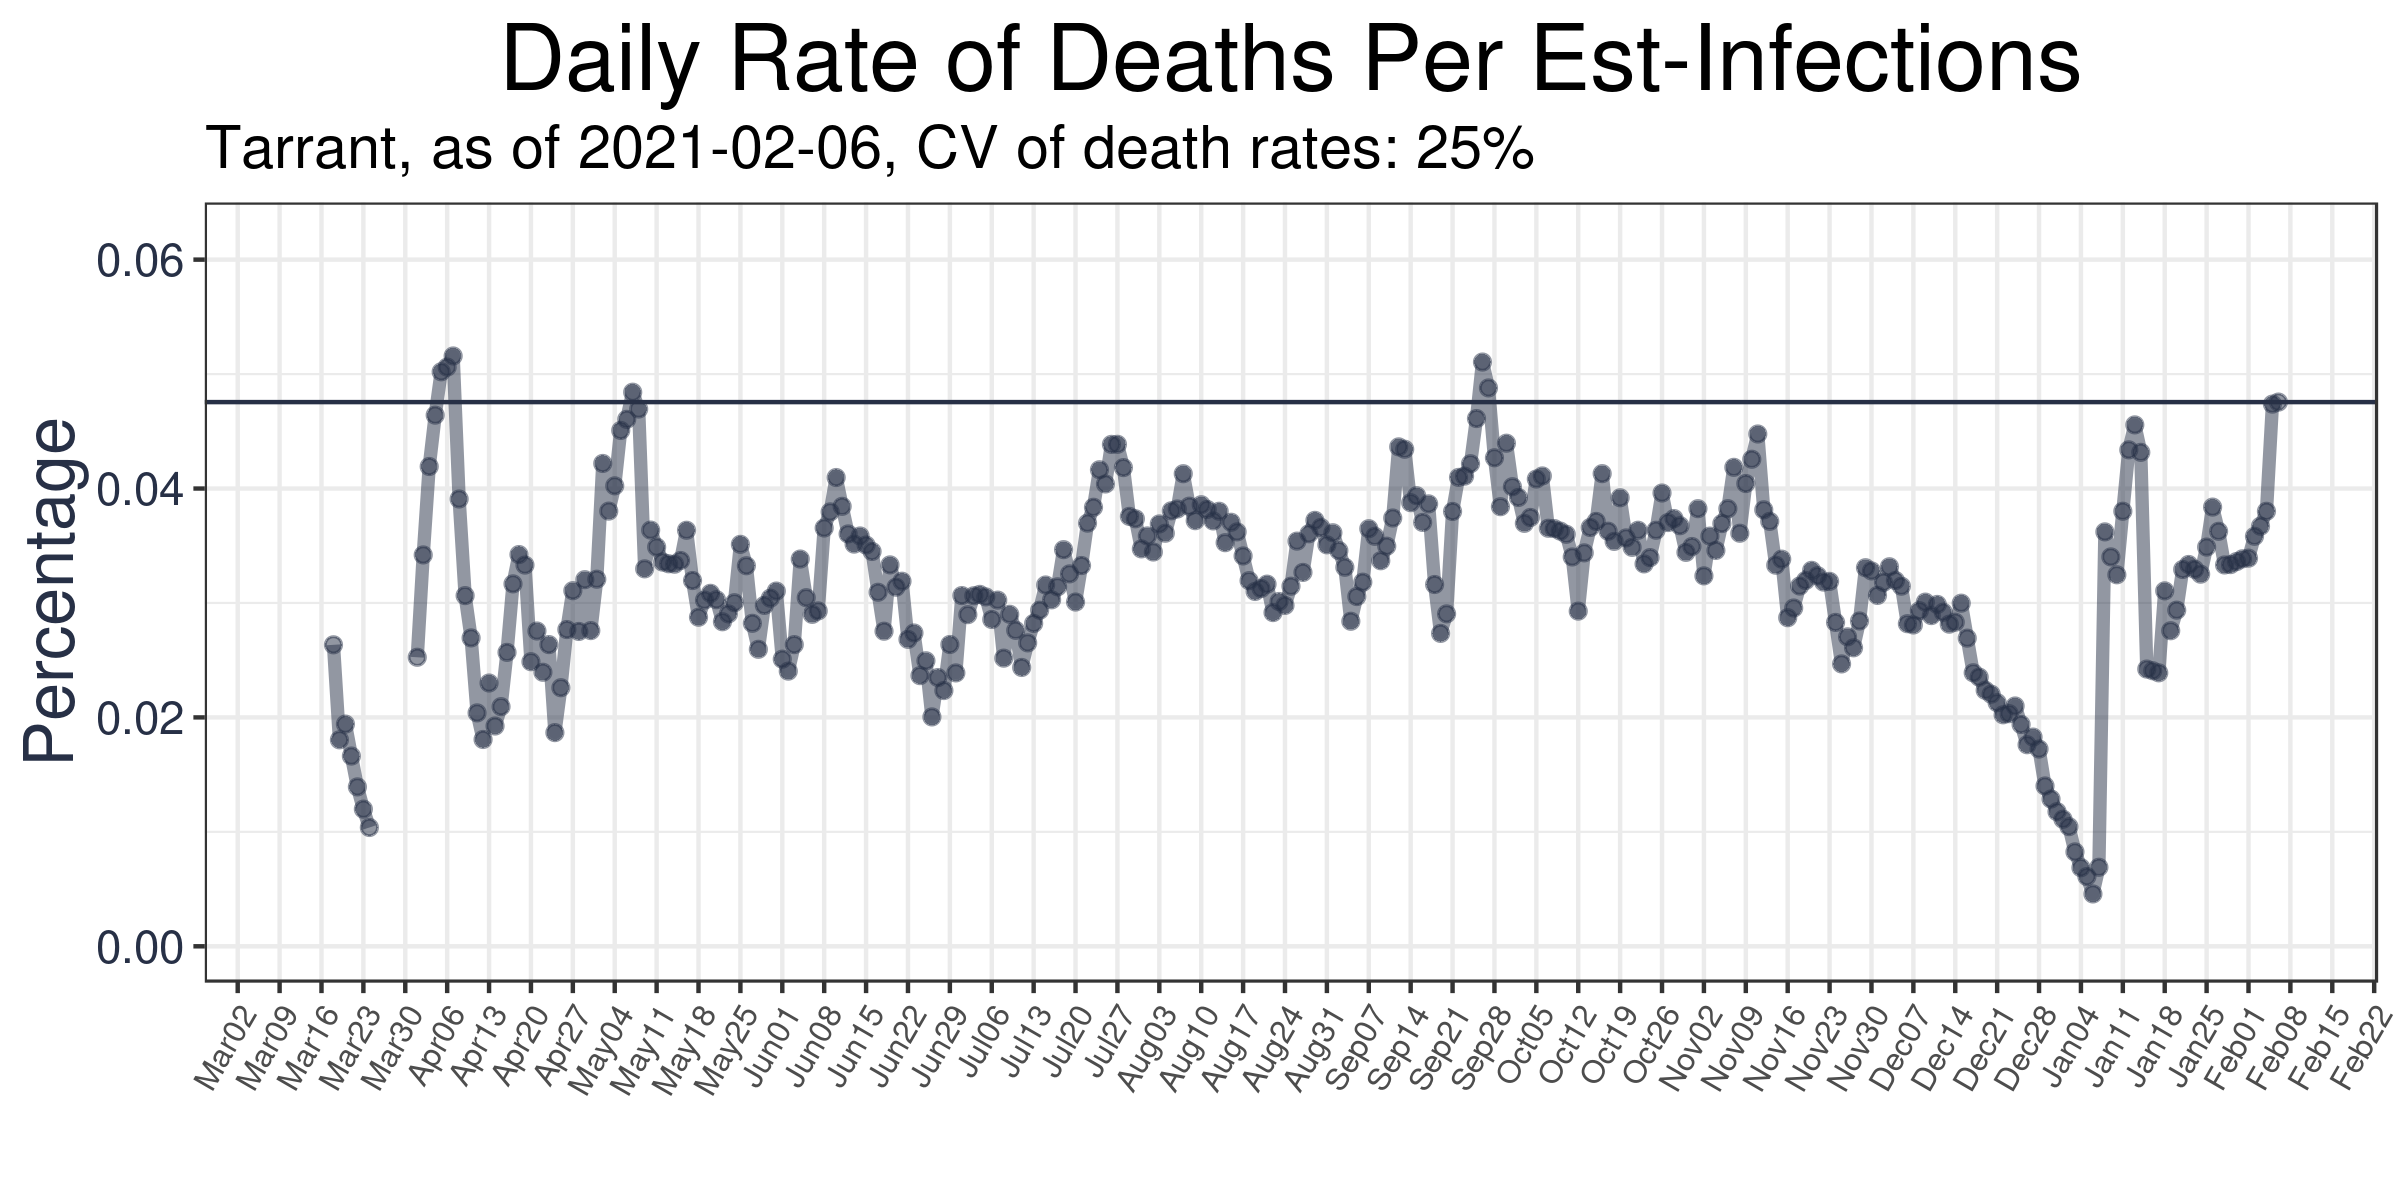 Daily Rate of Deaths Per Est-Infections
Tarrant, as of 2021-02-06, CV of death rates: 25%
Percentage
0.06
0.04
0.02
0.00
Mar02
Mar09
Mar16
Mar23
Mar30
Apr06
Apr13
Apr20
Apr27
May04
May11
May18
May25
Jun01
Jun08
Jun15
Jun22
Jun29
Jul06
Jul13
Jul20
Jul27
Aug03
Aug10
Aug17
Aug24
Aug31
Sep07
Sep14
Sep21
Sep28
Oct05
Oct12
Oct19
Oct26
Nov02
Nov09
Nov16
Nov23
Nov30
Dec07
Dec14
Dec21
Dec28
Jan04
Jan11
Jan18
Jan25
Feb01
Feb08
Feb15
Feb22